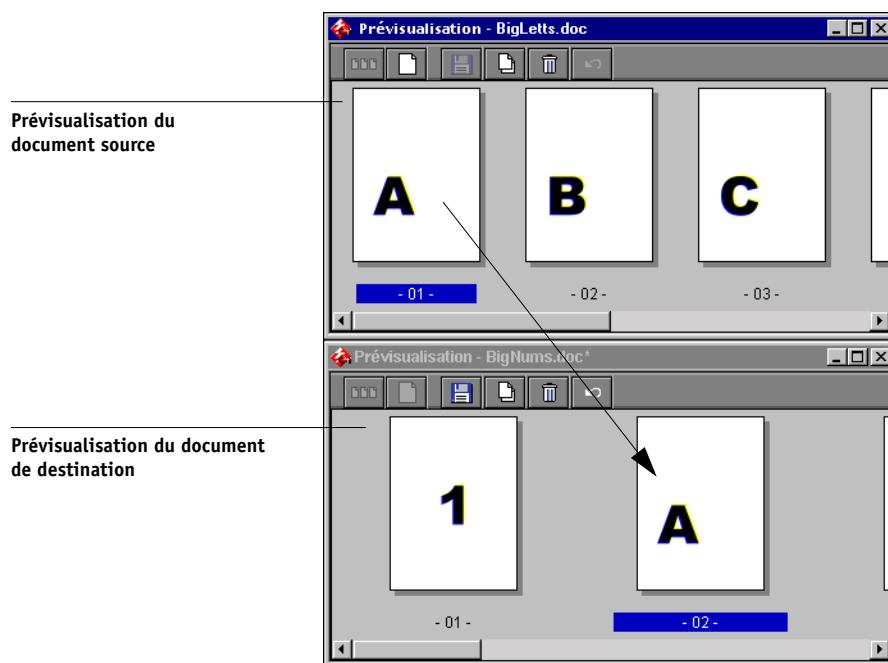 Prévisualisation - BigLetts.doc
Prévisualisation du
document source
A B C
- 01 - - 02 - - 03 -
Prévisualisation - BigNums.doc*
Prévisualisation du document
de destination
1 A
- 01 - - 02 -